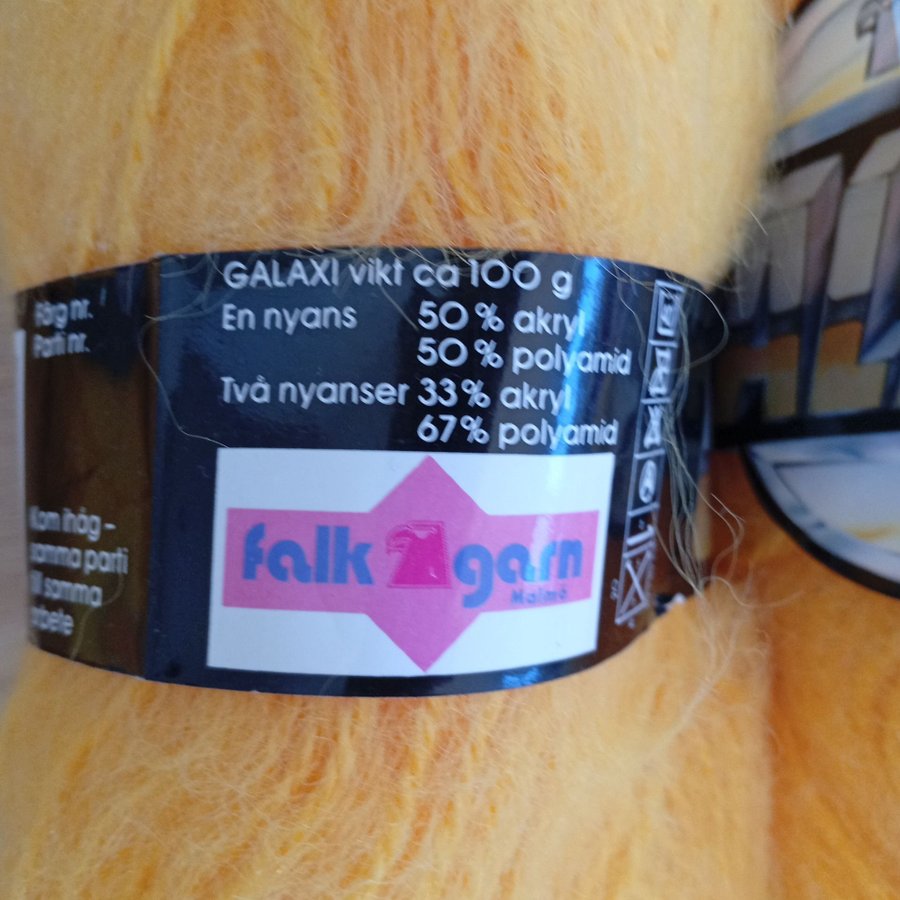 GALAXI vikt ca 100 g
En nyans 50 % akryl
50 % polyamid
Två nyanser 33 % akryl
67 % polyamid
Färg nr.
Parti nr.
Kom ihåg -
samma parti
till samma
arbete
falk garn
Malmö